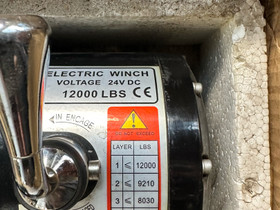 ELECTRIC WINCH
VOLTAGE 24V DC
12000 LBS CE
IN ENGAGE
LAYER LBS
1 ≤ 12000
2 ≤ 9210
3 ≤ 8030